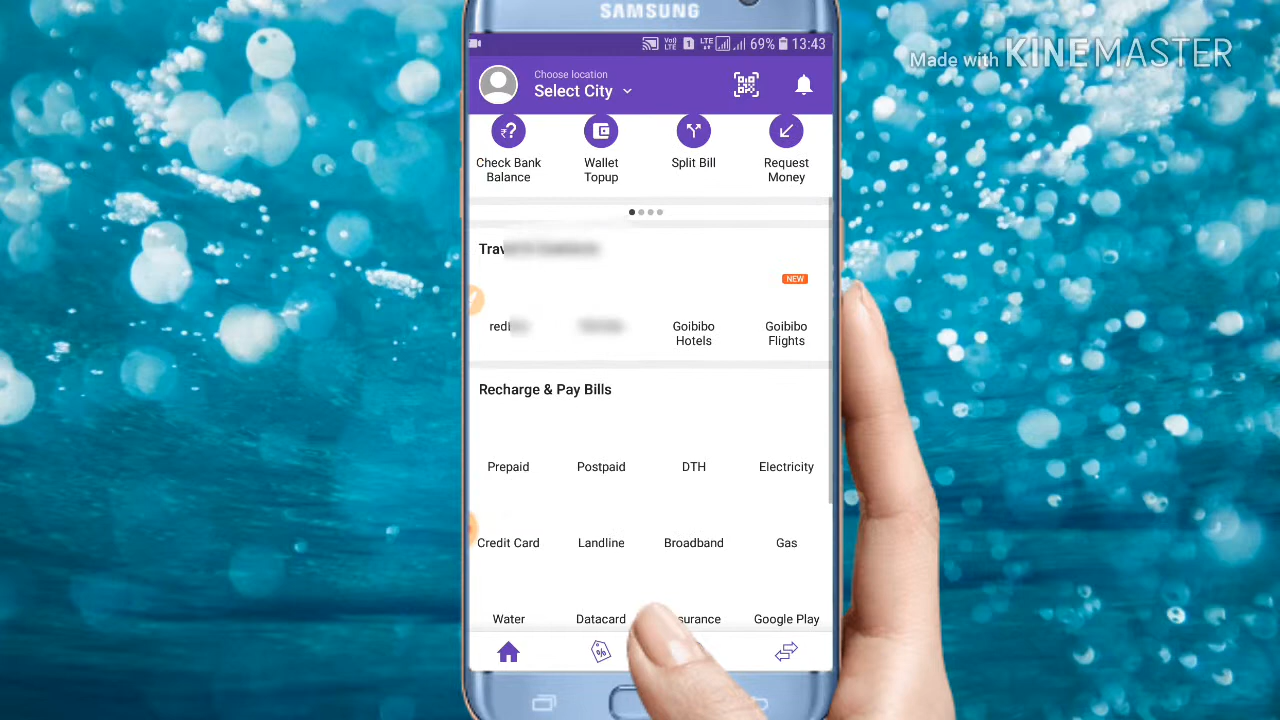 SAMSUNG
Made with KINEMASTER
LTE 69% 13:43
Choose location
Select City
Check Bank Balance
Wallet Topup
Split Bill
Request Money
NEW
Goibibo Hotels
Goibibo Flights
Recharge & Pay Bills
Prepaid Postpaid DTH Electricity
Credit Card Landline Broadband Gas
Water Datacard Google Play